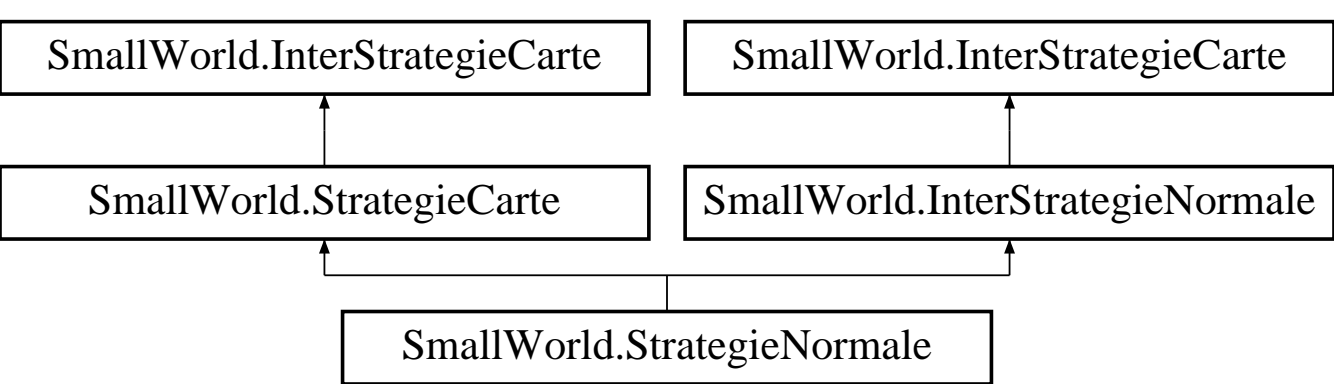 SmallWorld.InterStrategieCarte
SmallWorld.InterStrategieCarte
SmallWorld.StrategieCarte
SmallWorld.InterStrategieNormale
SmallWorld.StrategieNormale